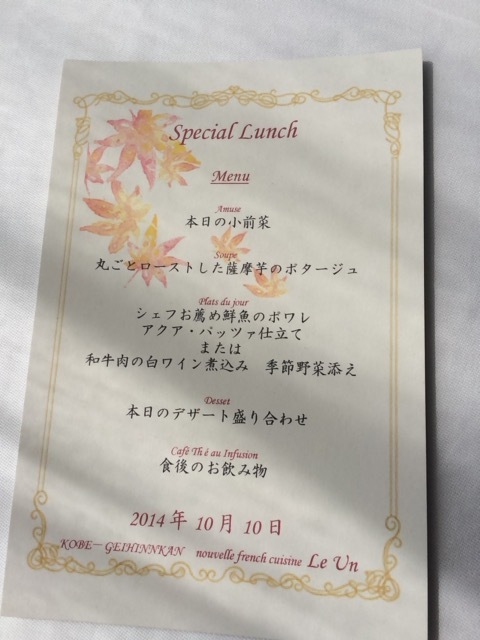 Special Lunch
Menu
Amuse
本日の小前菜
Soupe
丸ごとローストした薩摩芋のポタージュ
Plats du jour
シェフお薦め鮮魚のポワレ
アクア・パッツァ仕立て
または
和牛肉の白ワイン煮込み　季節野菜添え
Desset
本日のデザート盛り合わせ
Café Th é au Infusion
食後のお飲み物
2014年 10月 10日
KOBE－GEIHINNKAN nouvelle french cuisine Le Un